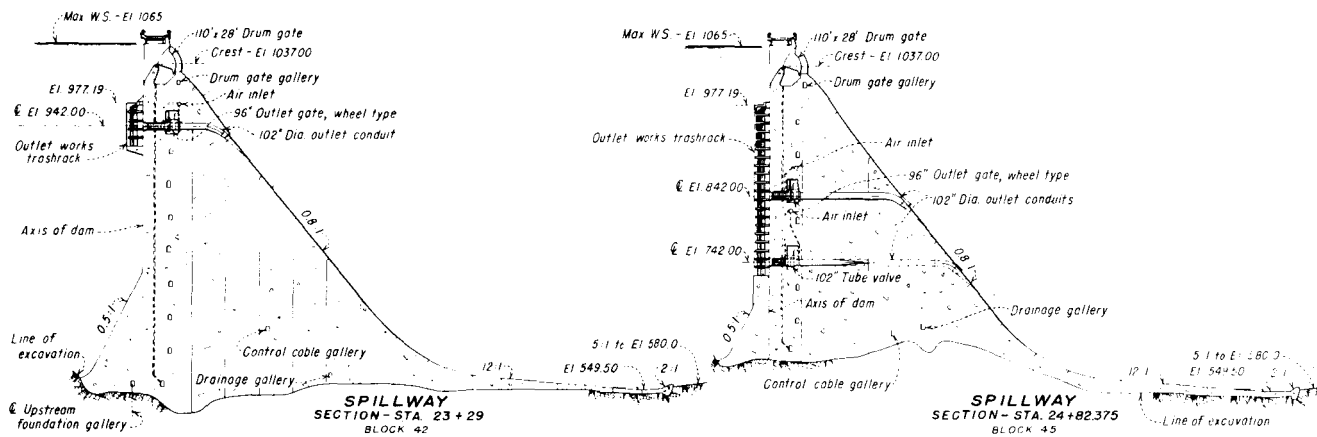 Max W.S. - El. 1065
110' x 28' Drum gate
Crest - El. 1037.00
Drum gate gallery
El. 977.19
Air inlet
℄ El. 942.00
96" Outlet gate, wheel type
102" Dia. outlet conduit
Outlet works
trashrack
Axis of dam
0.8:1
0.5:1
Line of
excavation
Control cable gallery
Drainage gallery
℄ Upstream
foundation gallery
12:1
5:1 to El 580.0
El 549.50
2:1
SPILLWAY
SECTION - STA. 23 + 29
BLOCK 42
Max W.S. - El 1065
110' x 28' Drum gate
Crest - El. 1037.00
Drum gate gallery
El. 977.19
Outlet works trashrack
Air inlet
96" Outlet gate, wheel type
℄ El. 842.00
102" Dia. outlet conduits
Air inlet
℄ El. 742.00
0.8:1
102" Tube valve
Axis of dam
Drainage gallery
0.5:1
Control cable gallery
12:1
5:1 to El 580.0
El 549.50
Line of excavation
SPILLWAY
SECTION - STA. 24 + 82.375
BLOCK 45